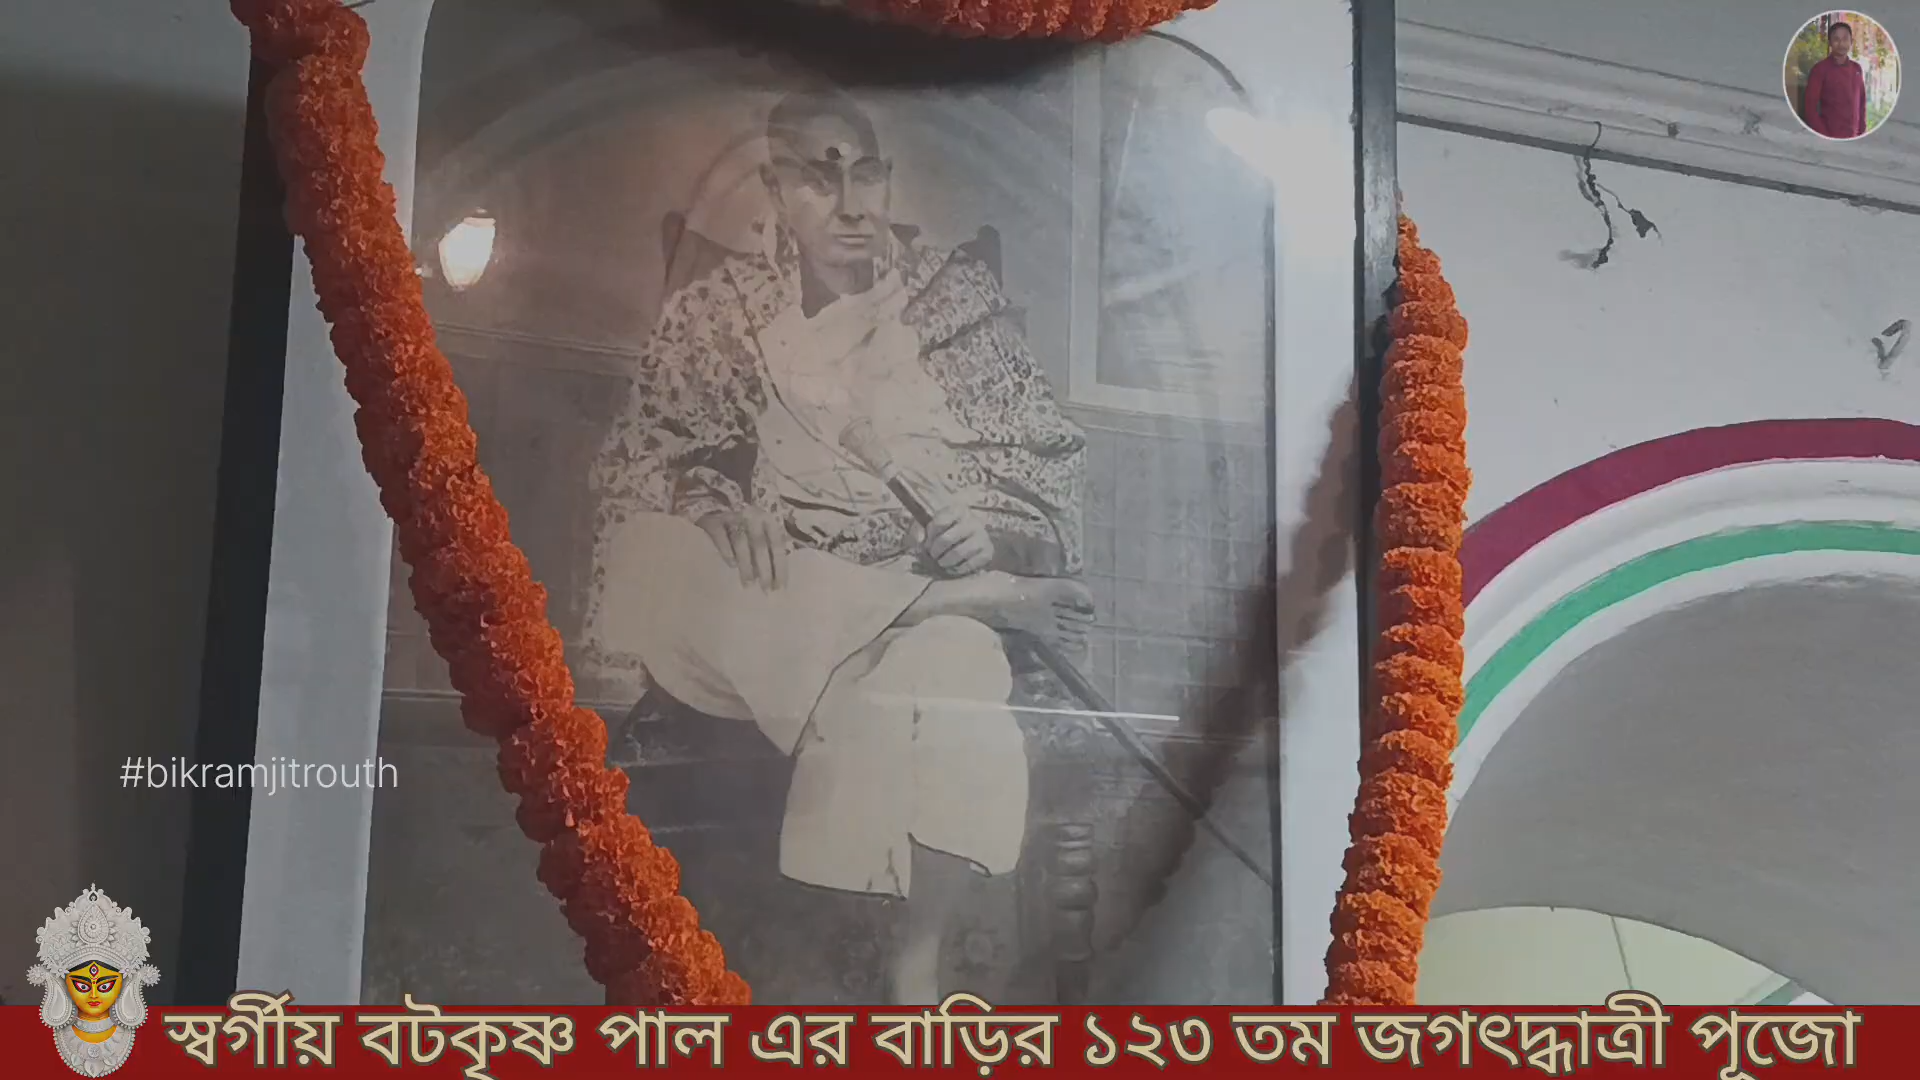 #bikramjitrouth
স্বর্গীয় বটকৃষ্ণ পাল এর বাড়ির ১২৩ তম জগৎদ্ধাত্রী পূজো